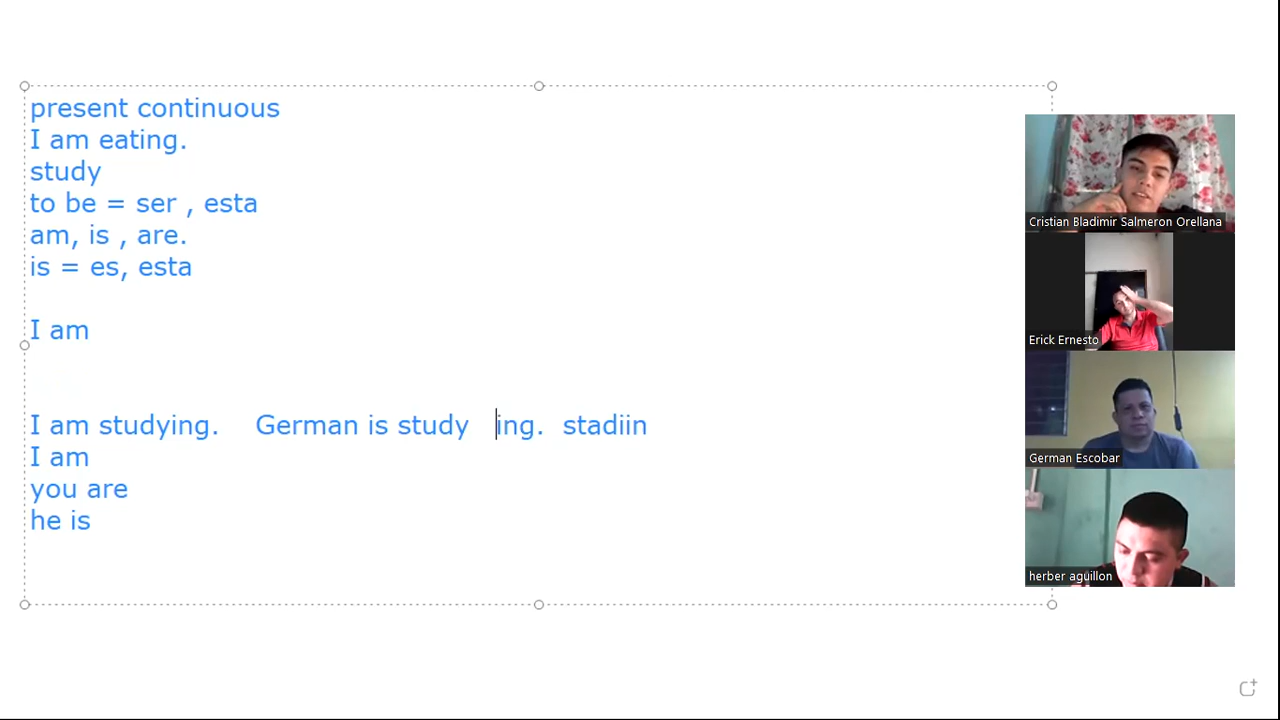 present continuous
I am eating.
study
to be = ser , esta
am, is , are.
is = es, esta
I am
I am studying. German is study ing. stadiin
I am
you are
he is
Cristian Bladimir Salmeron Orellana
Erick Ernesto
German Escobar
herber aguillon